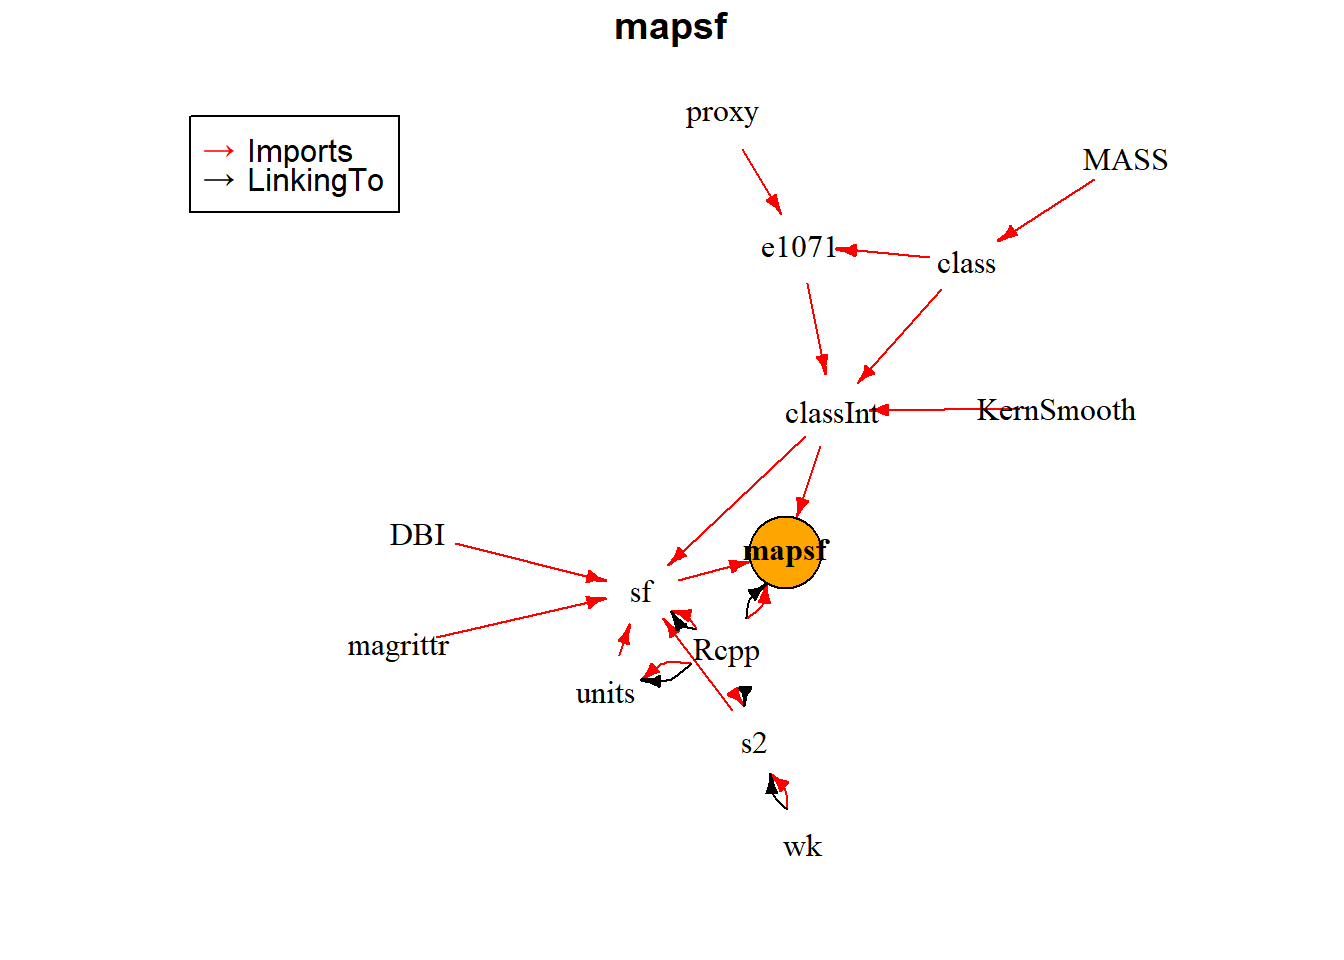 mapsf
proxy
→ Imports
→ LinkingTo
MASS
e1071
class
classInt
KernSmooth
DBI
mapsf
sf
magrittr
Rcpp
units
s2
wk